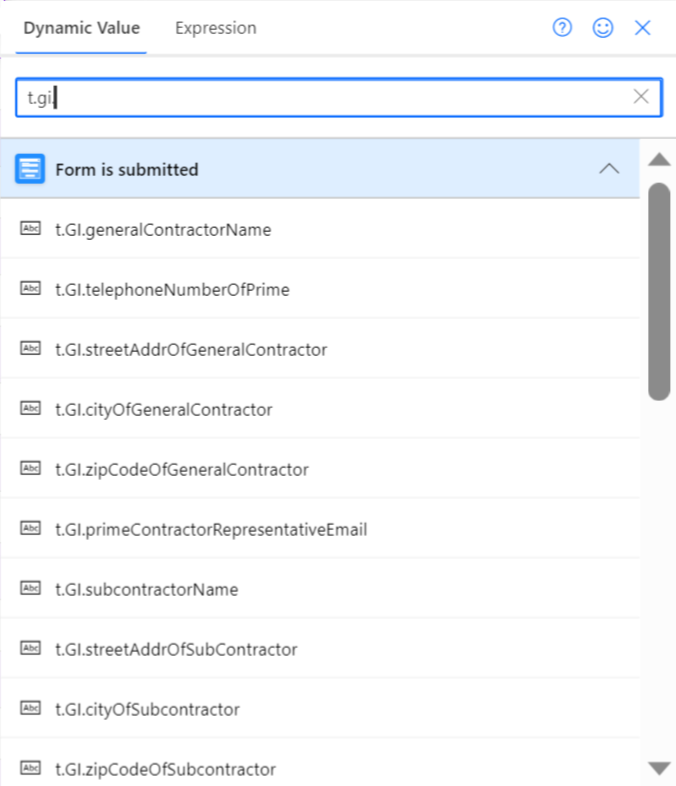 Dynamic Value Expression
t.gi.
Form is submitted
Abc t.GI.generalContractorName
Abc t.GI.telephoneNumberOfPrime
Abc t.GI.streetAddrOfGeneralContractor
Abc t.GI.cityOfGeneralContractor
Abc t.GI.zipCodeOfGeneralContractor
Abc t.GI.primeContractorRepresentativeEmail
Abc t.GI.subcontractorName
Abc t.GI.streetAddrOfSubContractor
Abc t.GI.cityOfSubcontractor
Abc t.GI.zipCodeOfSubcontractor